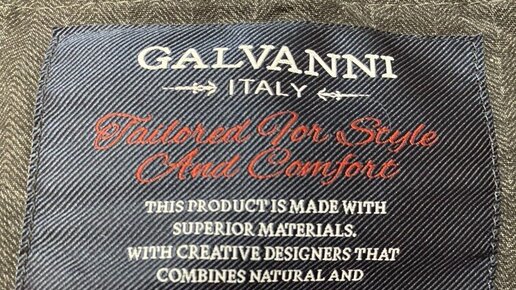 GALVANNI
ITALY
Tailored For Style
And Comfort
THIS PRODUCT IS MADE WITH
SUPERIOR MATERIALS.
WITH CREATIVE DESIGNERS THAT
COMBINES NATURAL AND